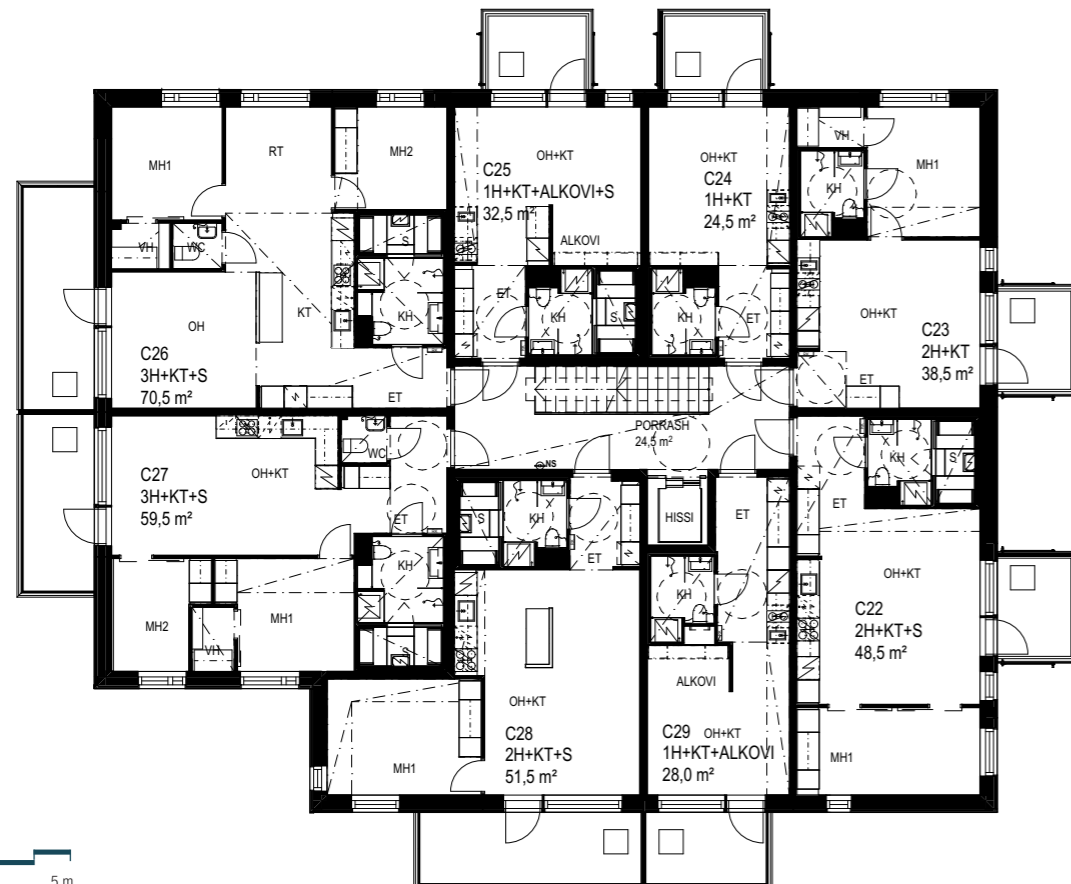 MH1
RT
MH2
VH
WC
S
KH
OH
KT
C26
3H+KT+S
70,5 m²
ET
OH+KT
C25
1H+KT+ALKOVI+S
32,5 m²
ALKOVI
ET
KH
S
OH+KT
C24
1H+KT
24,5 m²
KH
ET
VH
MH1
KH
OH+KT
C23
2H+KT
38,5 m²
ET
PORRASH
24,5 m²
NS
HISSI
C27
3H+KT+S
59,5 m²
OH+KT
WC
ET
KH
S
MH2
VH
MH1
S
KH
ET
OH+KT
C28
2H+KT+S
51,5 m²
MH1
ET
KH
ALKOVI
OH+KT
C29
1H+KT+ALKOVI
28,0 m²
KH
S
ET
OH+KT
C22
2H+KT+S
48,5 m²
MH1
5 m